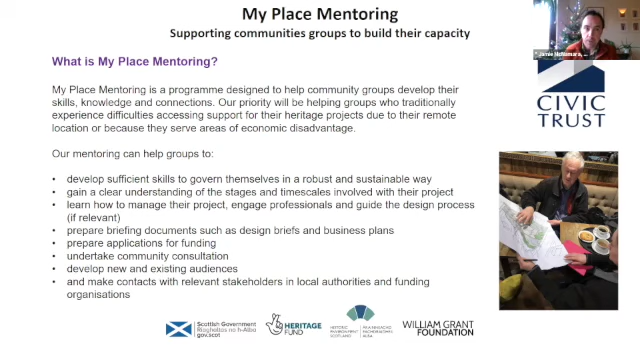 My Place Mentoring
Supporting communities groups to build their capacity
What is My Place Mentoring?
My Place Mentoring is a programme designed to help community groups develop their
skills, knowledge and connections. Our priority will be helping groups who traditionally
experience difficulties accessing support for their heritage projects due to their remote
location or because they serve areas of economic disadvantage.
Our mentoring can help groups to:
• develop sufficient skills to govern themselves in a robust and sustainable way
• gain a clear understanding of the stages and timescales involved with their project
• learn how to manage their project, engage professionals and guide the design process
(if relevant)
• prepare briefing documents such as design briefs and business plans
• prepare applications for funding
• undertake community consultation
• develop new and existing audiences
• and make contacts with relevant stakeholders in local authorities and funding
organisations
Jamie McNamara, ...
CIVIC
TRUST
Scottish Government
Riaghaltas na h-Alba
gov.scot
HERITAGE
FUND
HISTORIC
ENVIRONMENT
SCOTLAND
ÀRAINNEACHD
EACHDRAIDHEIL
ALBA
WILLIAM GRANT
FOUNDATION